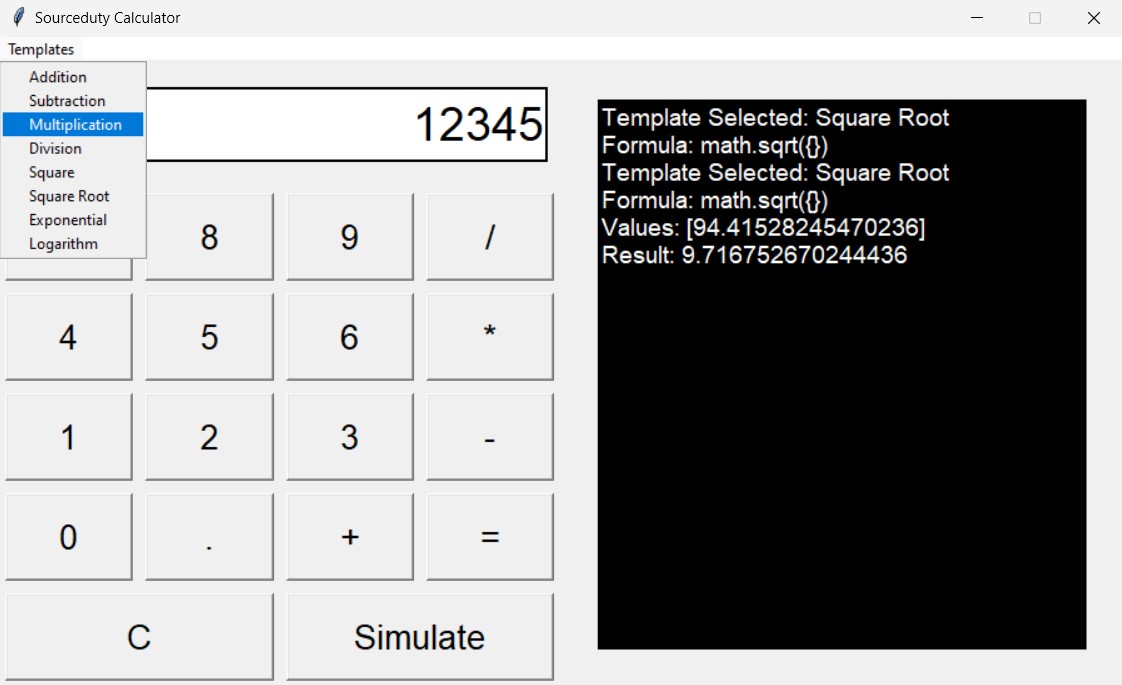 Sourceduty Calculator
Templates
Addition
Subtraction
Multiplication
Division
Square
Square Root
Exponential
Logarithm
12345
8 9 /
4 5 6 *
1 2 3 -
0 . + =
C Simulate
Template Selected: Square Root
Formula: math.sqrt({})
Template Selected: Square Root
Formula: math.sqrt({})
Values: [94.41528245470236]
Result: 9.716752670244436